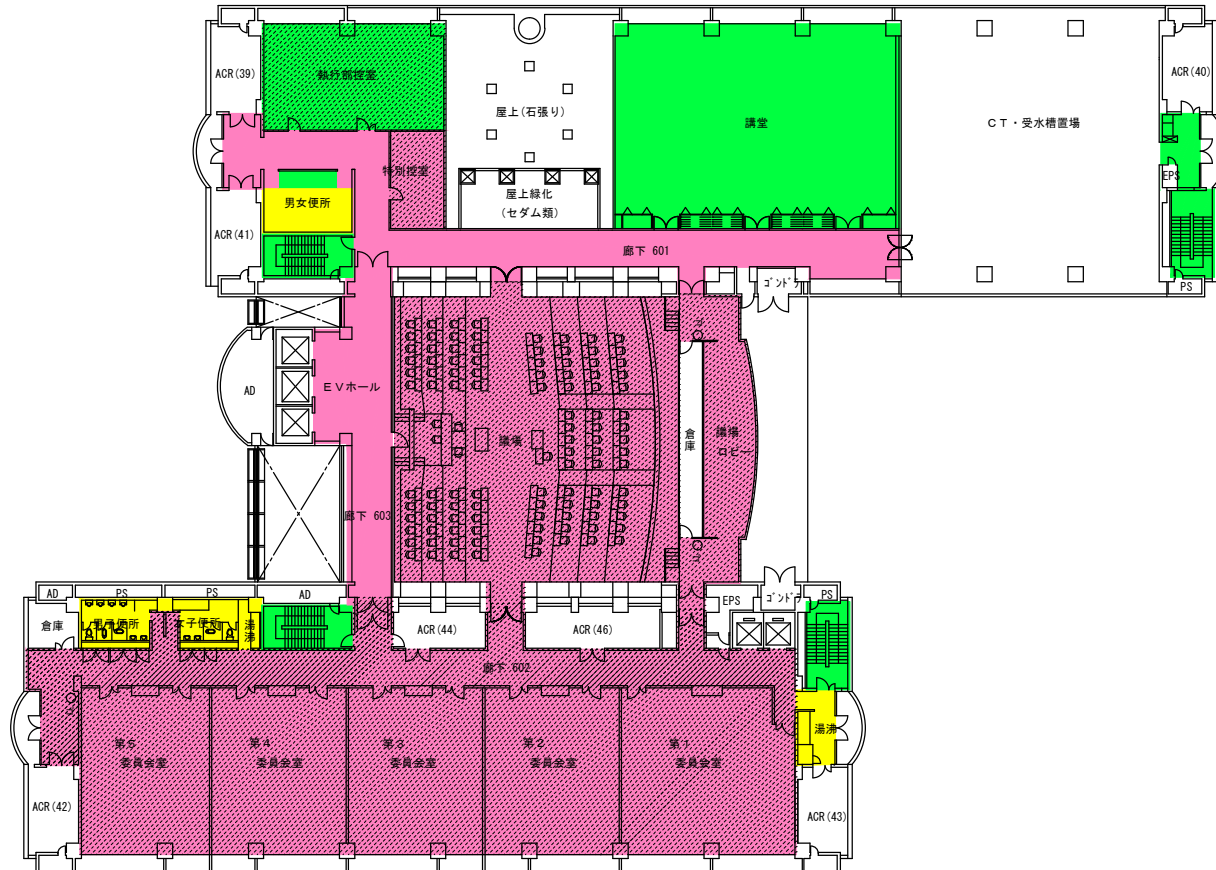 ACR(39)
執行部控室
屋上(石張り)
講堂
CT・受水槽置場
ACR(40)
特別控室
EPS
屋上緑化
(セダム類)
男女便所
ACR(41)
廊下 601
ゴンドラ
PS
AD
EVホール
議場
倉庫
議場
ロビー
廊下 603
AD
PS
PS
AD
ゴンドラ
PS
倉庫
男子便所
女子便所
湯沸
ACR(44)
ACR(46)
EPS
廊下 602
第5
委員会室
第4
委員会室
第3
委員会室
第2
委員会室
第1
委員会室
湯沸
ACR(42)
ACR(43)